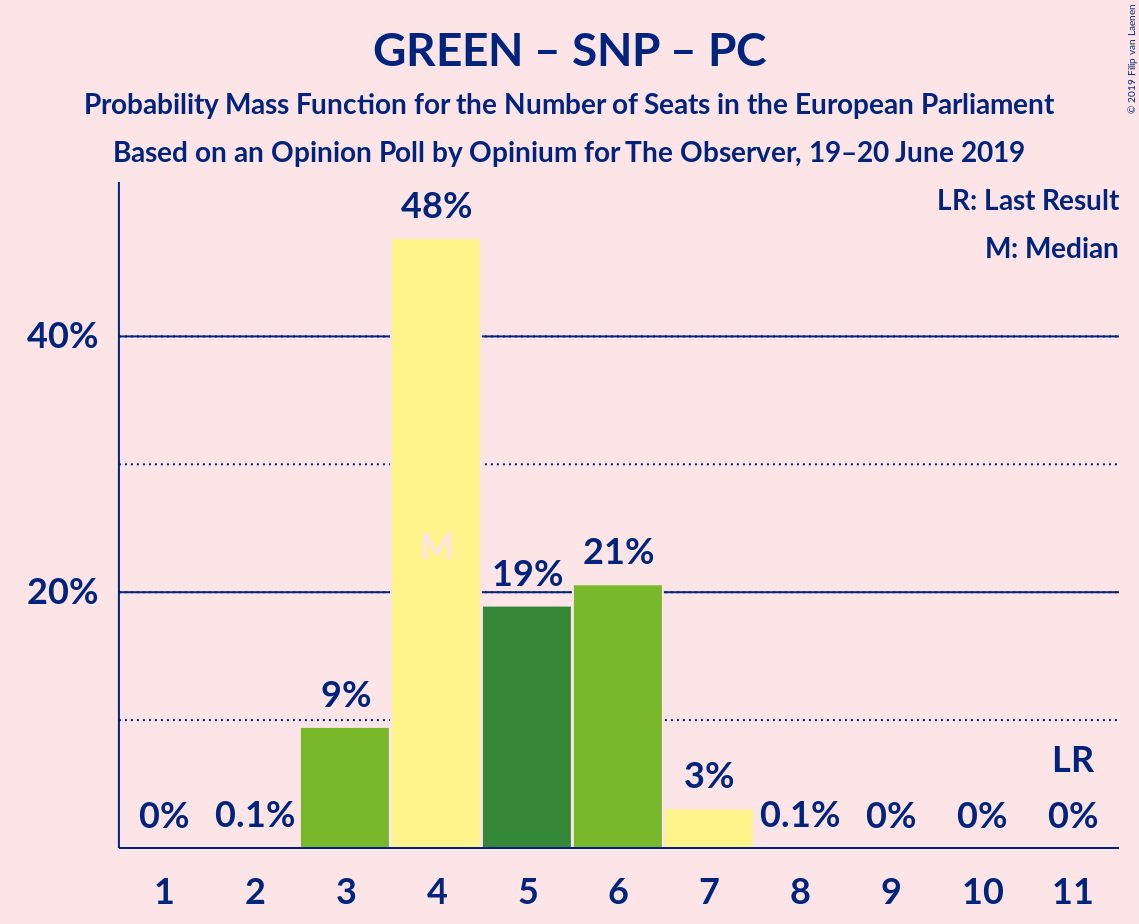 GREEN – SNP – PC
Probability Mass Function for the Number of Seats in the European Parliament
Based on an Opinion Poll by Opinium for The Observer, 19–20 June 2019
© 2019 Filip van Laenen
LR: Last Result
M: Median
48%
40%
M
21%
19%
20%
9%
3%
LR
0%
0.1%
0.1%
0%
0%
0%
1 2 3 4 5 6 7 8 9 10 11